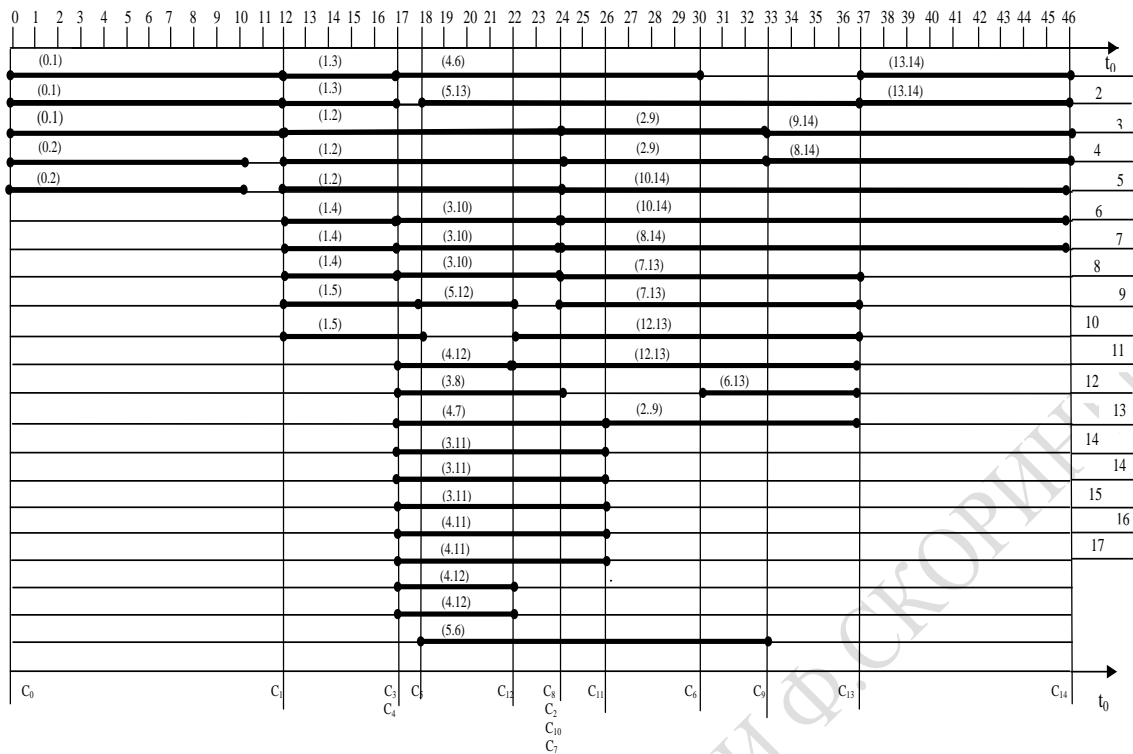 0 1 2 3 4 5 6 7 8 9 10 11 12 13 14 15 16 17 18 19 20 21 22 23 24 25 26 27 28 29 30 31 32 33 34 35 36 37 38 39 40 41 42 43 44 45 46
(0.1) (1.3) (4.6) (13.14) t₀
(0.1) (1.3) (5.13) (13.14) 2
(0.1) (1.2) (2.9) (9.14) 3
(0.2) (1.2) (2.9) (8.14) 4
(0.2) (1.2) (10.14) 5
(1.4) (3.10) (10.14) 6
(1.4) (3.10) (8.14) 7
(1.4) (3.10) (7.13) 8
(1.5) (5.12) (7.13) 9
(1.5) (12.13) 10
(4.12) (12.13) 11
(3.8) (6.13) 12
(4.7) (2..9) 13
(3.11) 14
(3.11) 14
(3.11) 15
(4.11) 16
(4.11) 17
(4.12)
(4.12)
(5.6)
C₀ C₁ C₃ C₅ C₁₂ C₈ C₁₁ C₆ C₉ C₁₃ C₁₄ t₀
C₄ C₂
C₁₀
C₇
И Ф.СКОРИН